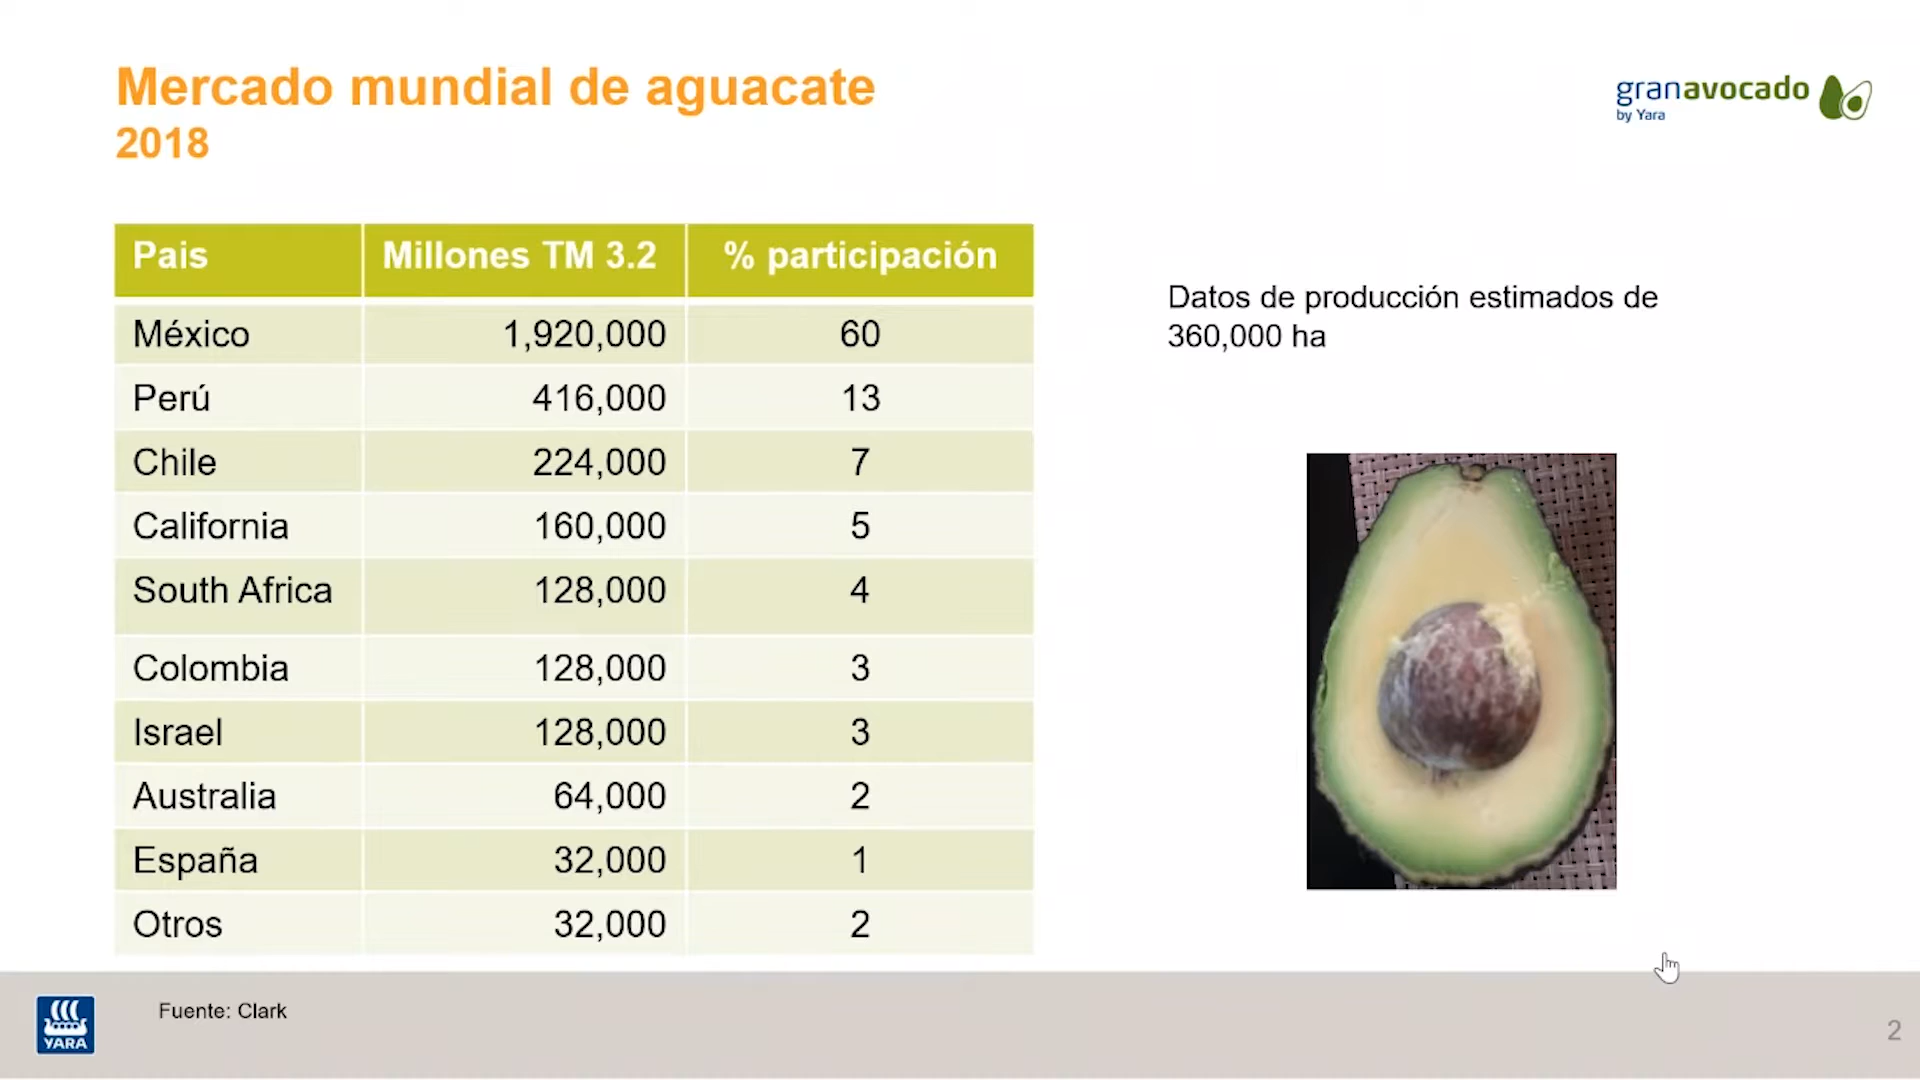 Mercado mundial de aguacate
2018
granavocado
by Yara
Pais Millones TM 3.2 % participación
México 1,920,000 60
Perú 416,000 13
Chile 224,000 7
California 160,000 5
South Africa 128,000 4
Colombia 128,000 3
Israel 128,000 3
Australia 64,000 2
España 32,000 1
Otros 32,000 2
Datos de producción estimados de
360,000 ha
YARA
Fuente: Clark
2